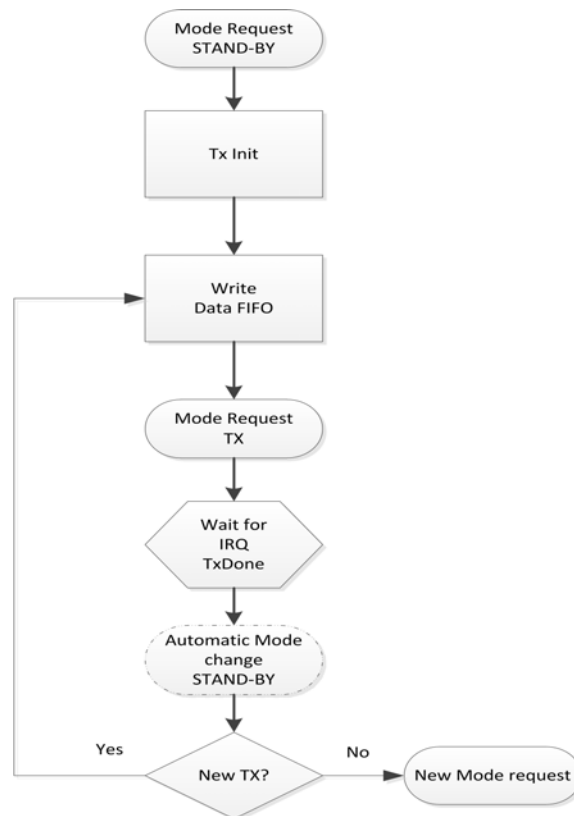 Mode Request
STAND-BY
Tx Init
Write
Data FIFO
Mode Request
TX
Wait for
IRQ
TxDone
Automatic Mode
change
STAND-BY
Yes
New TX?
No
New Mode request